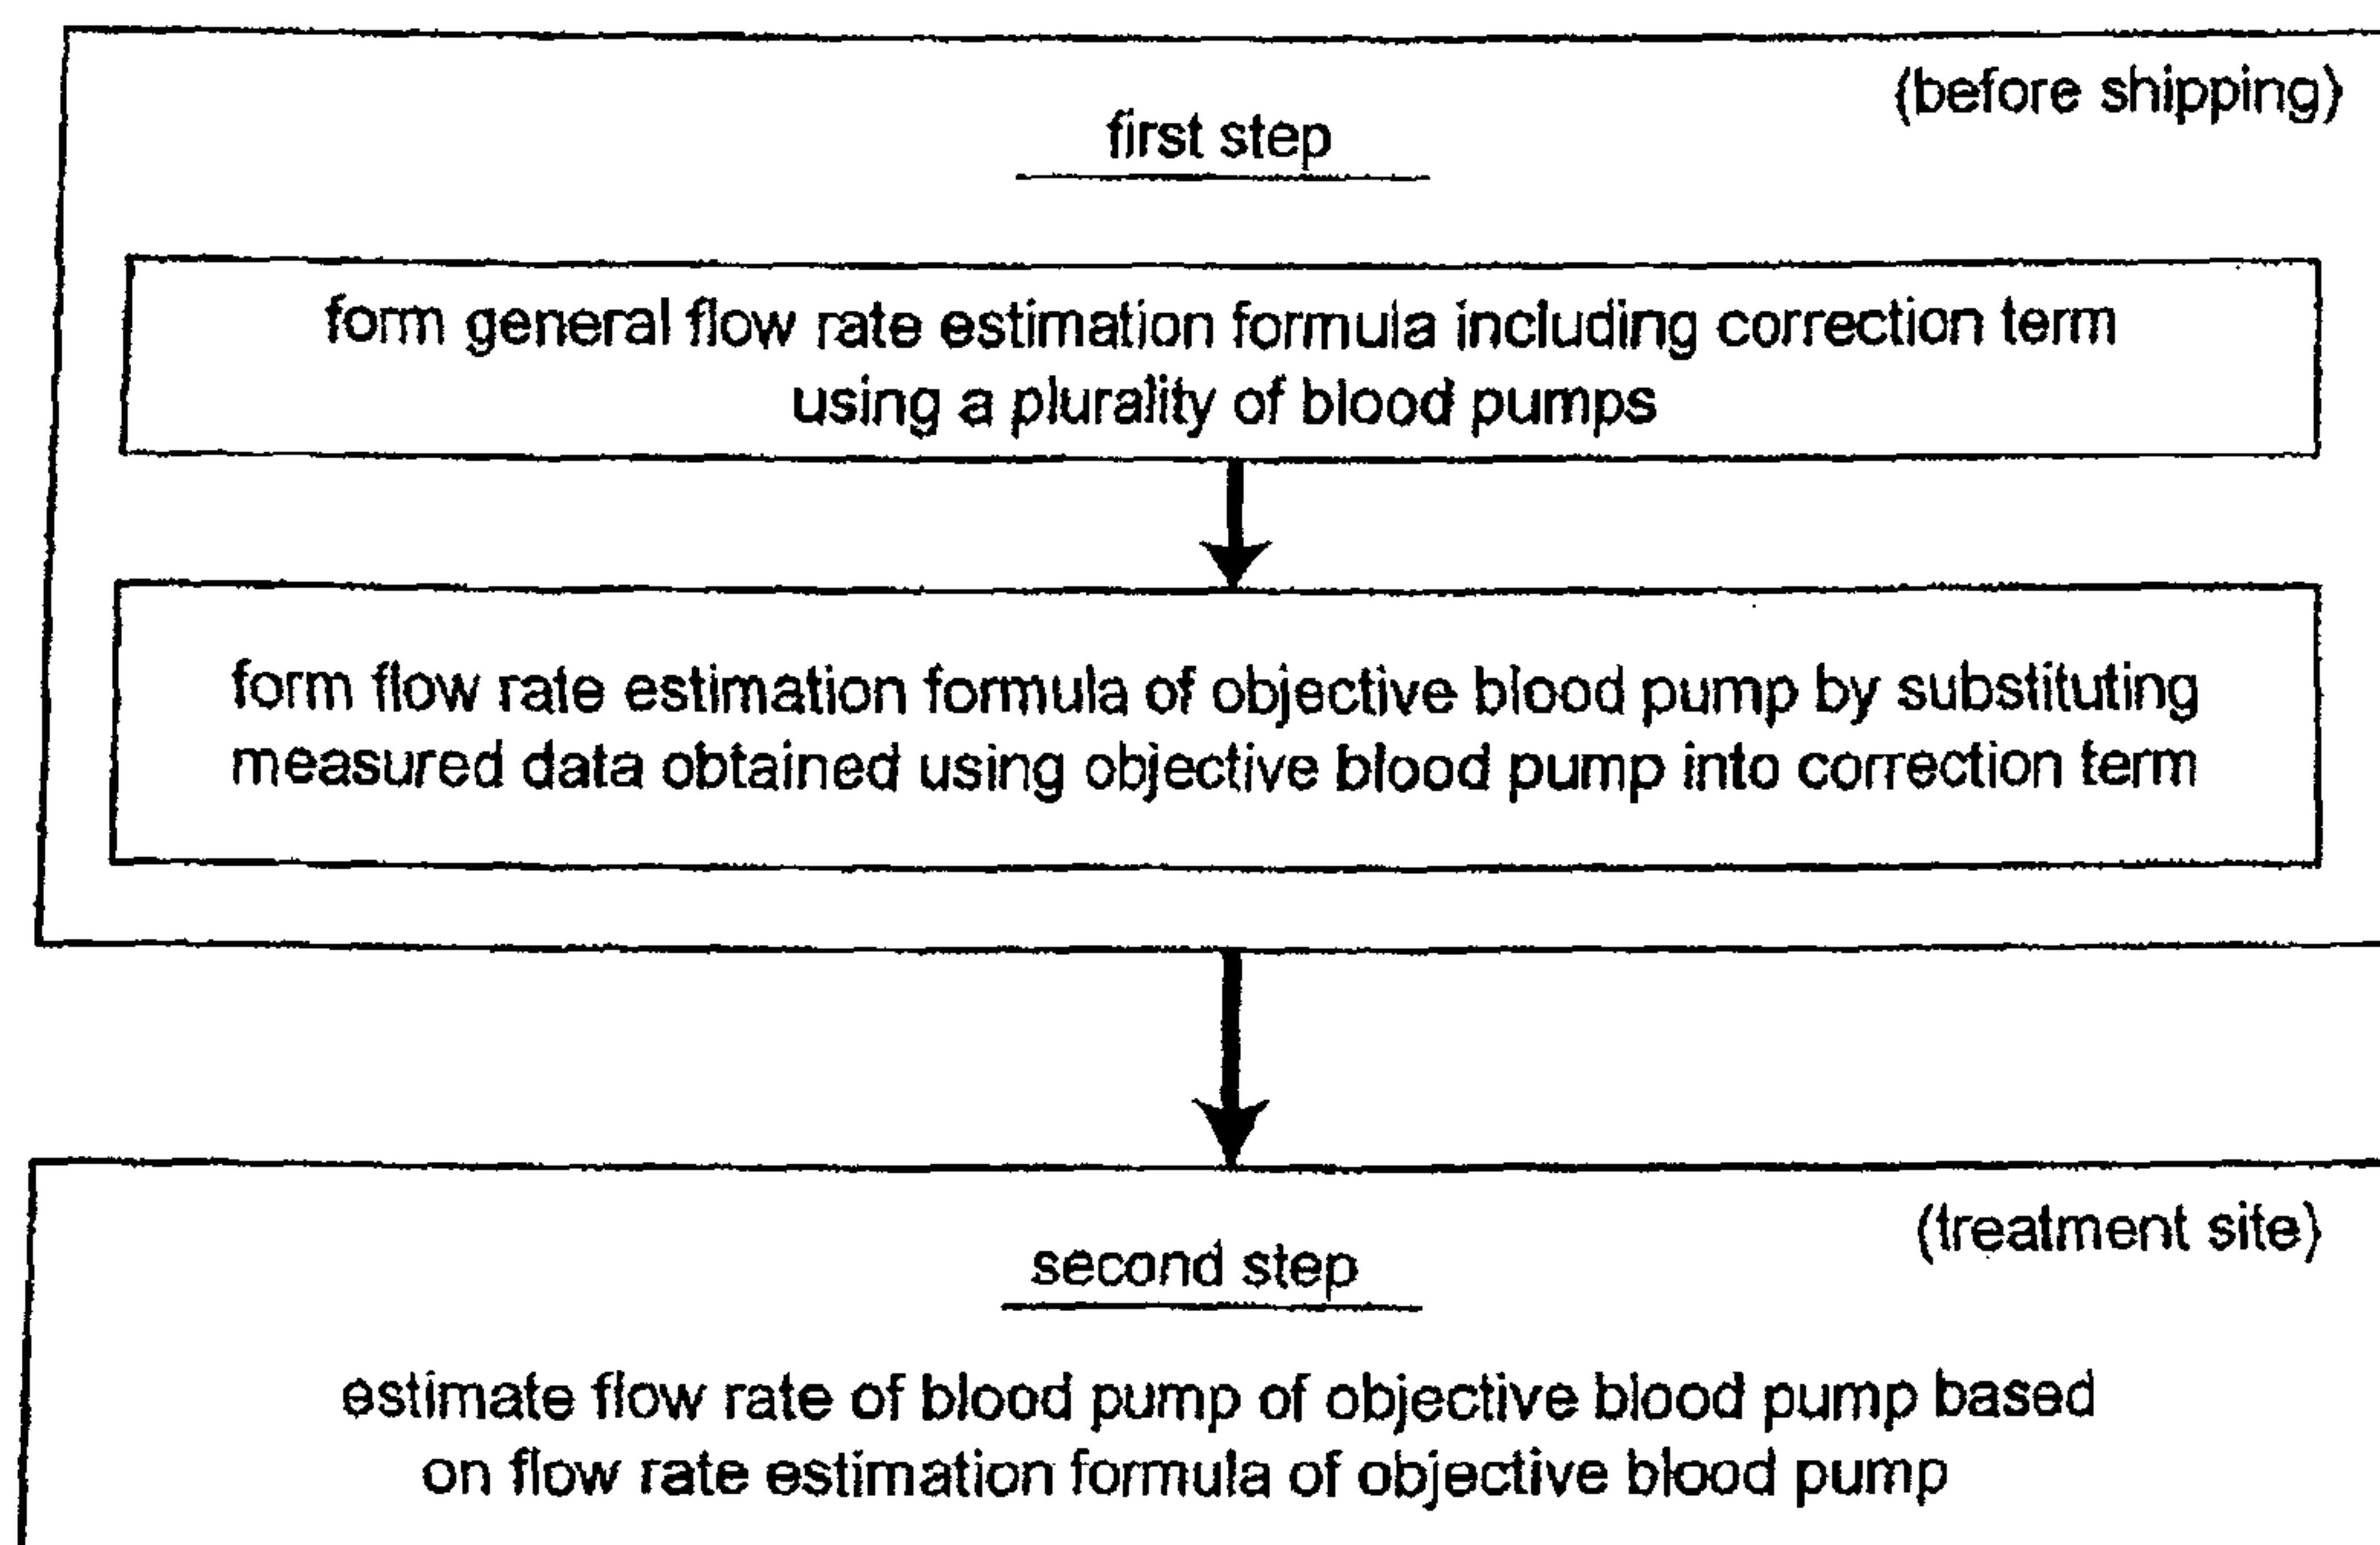 (before shipping)
first step
form general flow rate estimation formula including correction term
using a plurality of blood pumps
form flow rate estimation formula of objective blood pump by substituting
measured data obtained using objective blood pump into correction term
(treatment site)
second step
estimate flow rate of blood pump of objective blood pump based
on flow rate estimation formula of objective blood pump